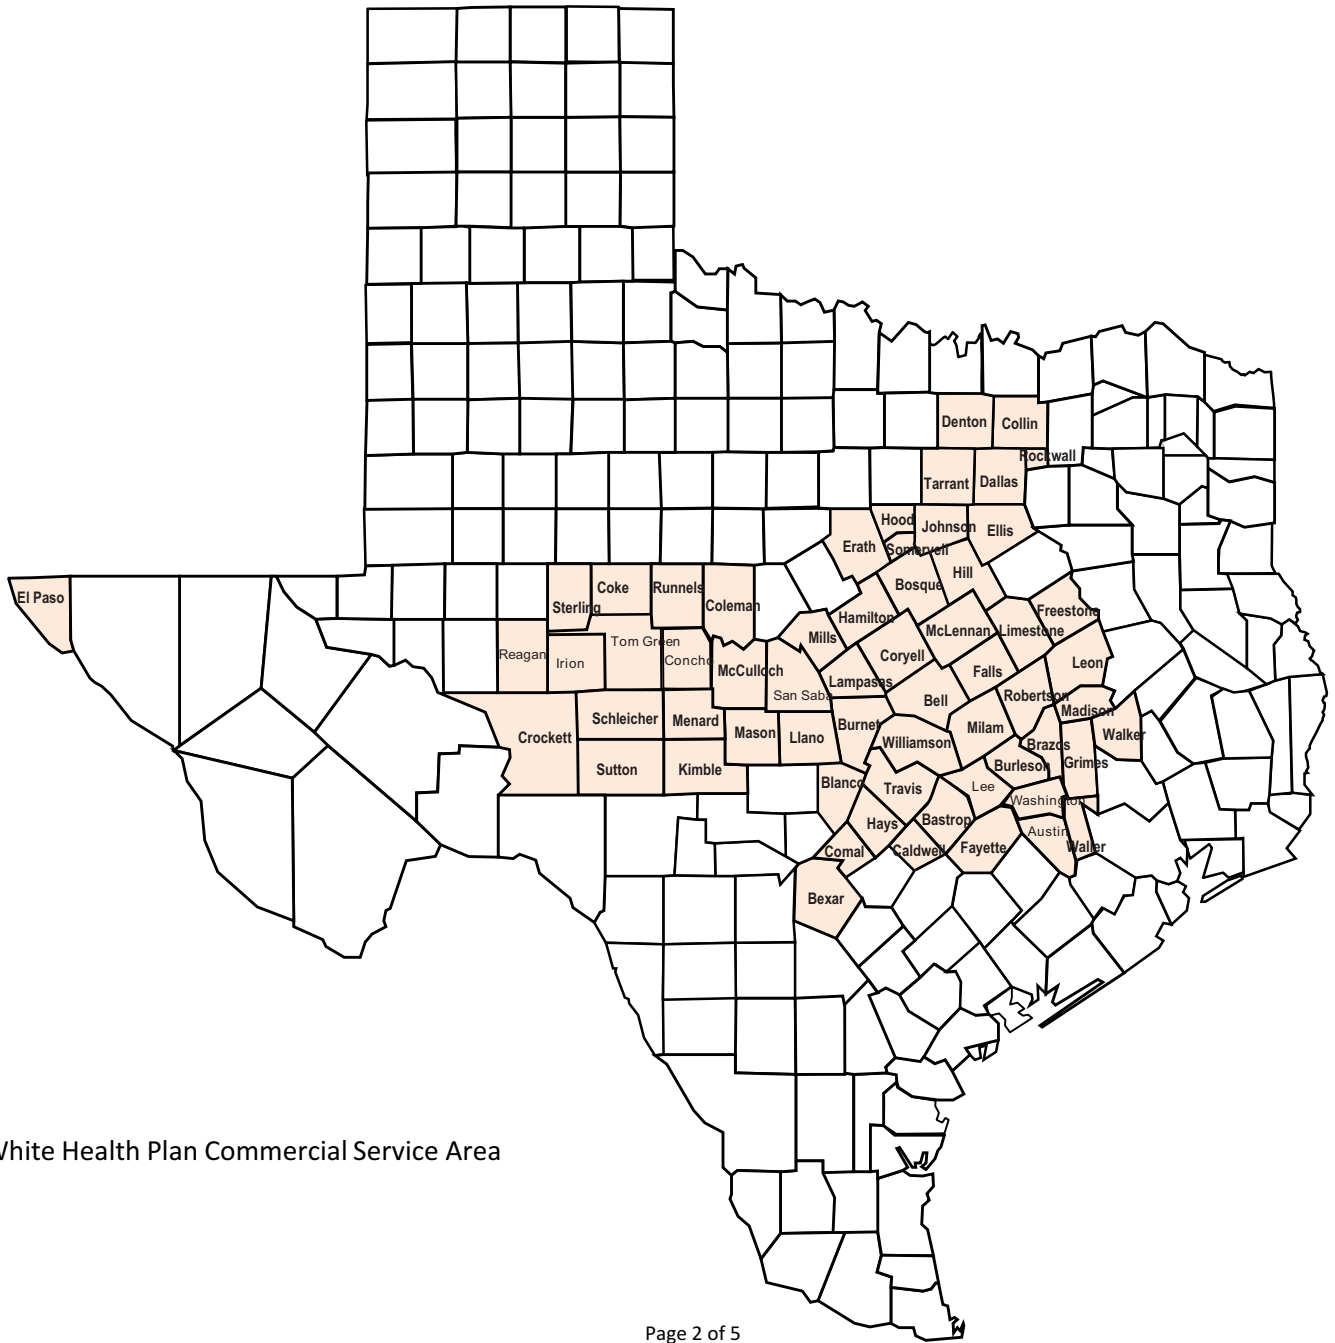 Denton Collin
Rockwall
Tarrant Dallas
Hood Johnson Ellis
Erath Somervell
El Paso Coke Runnels Bosque Hill
Sterling Coleman Hamilton Freestone
Reagan Irion Tom Green Concho Mills McLennan Limestone
McCulloch Coryell Falls Leon
San Saba Lampasas Bell Robertson
Crockett Schleicher Menard Mason Llano Burnet Milam Madison Walker
Williamson Brazos
Sutton Kimble Burleson Grimes
Blanco Travis Lee
Washington
Hays Bastrop Austin
Comal Caldwell Fayette Waller
Bexar
White Health Plan Commercial Service Area
Page 2 of 5